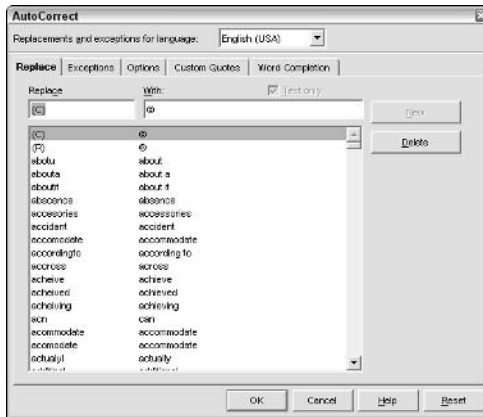 AutoCorrect
Replacements and exceptions for language: English (USA)
Replace Exceptions Options Custom Quotes Word Completion
Replace With: Text only
(C) © New
(C) © Delete
(R) ®
abotu about
abouta about a
aboutit about it
abscence absence
accesories accessories
accidant accident
accomodate accommodate
accordingto according to
accross across
acheive achieve
acheived achieved
acheiving achieving
acn can
acommodate accommodate
acomodate accommodate
actualyl actually
OK Cancel Help Reset